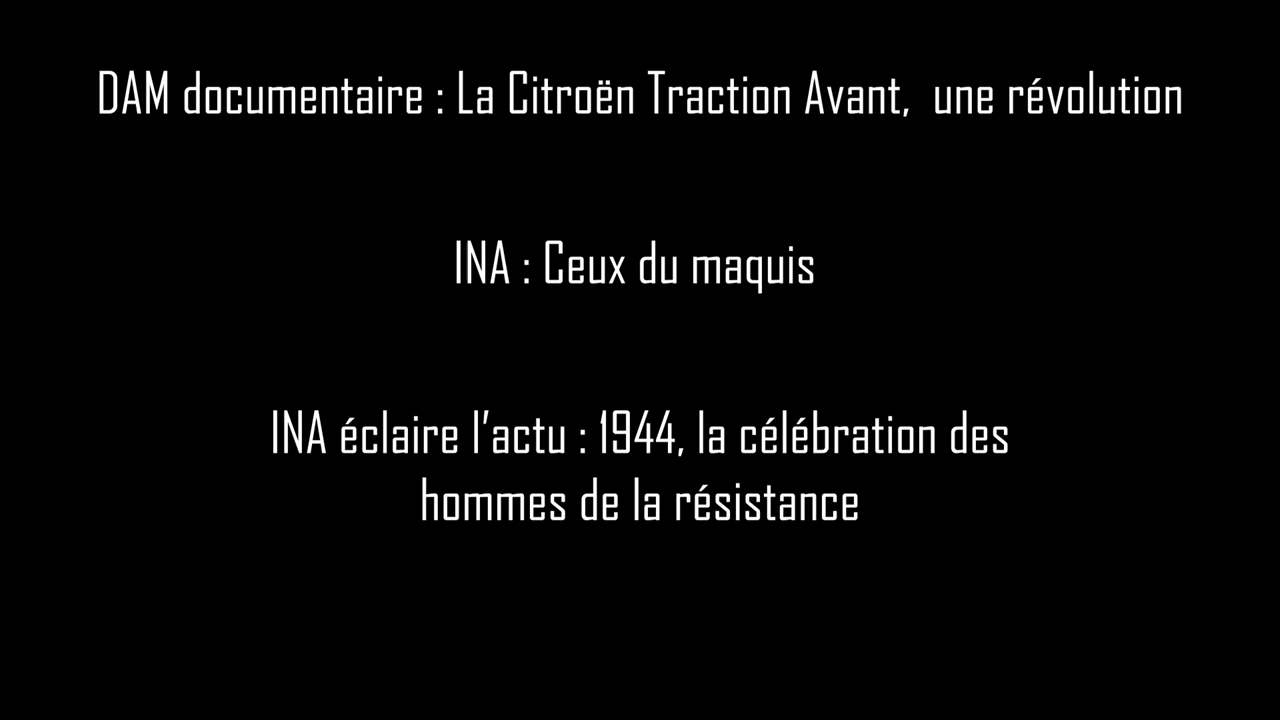 DAM documentaire : La Citroën Traction Avant,  une révolution
INA : Ceux du maquis
INA éclaire l’actu : 1944, la célébration des
hommes de la résistance